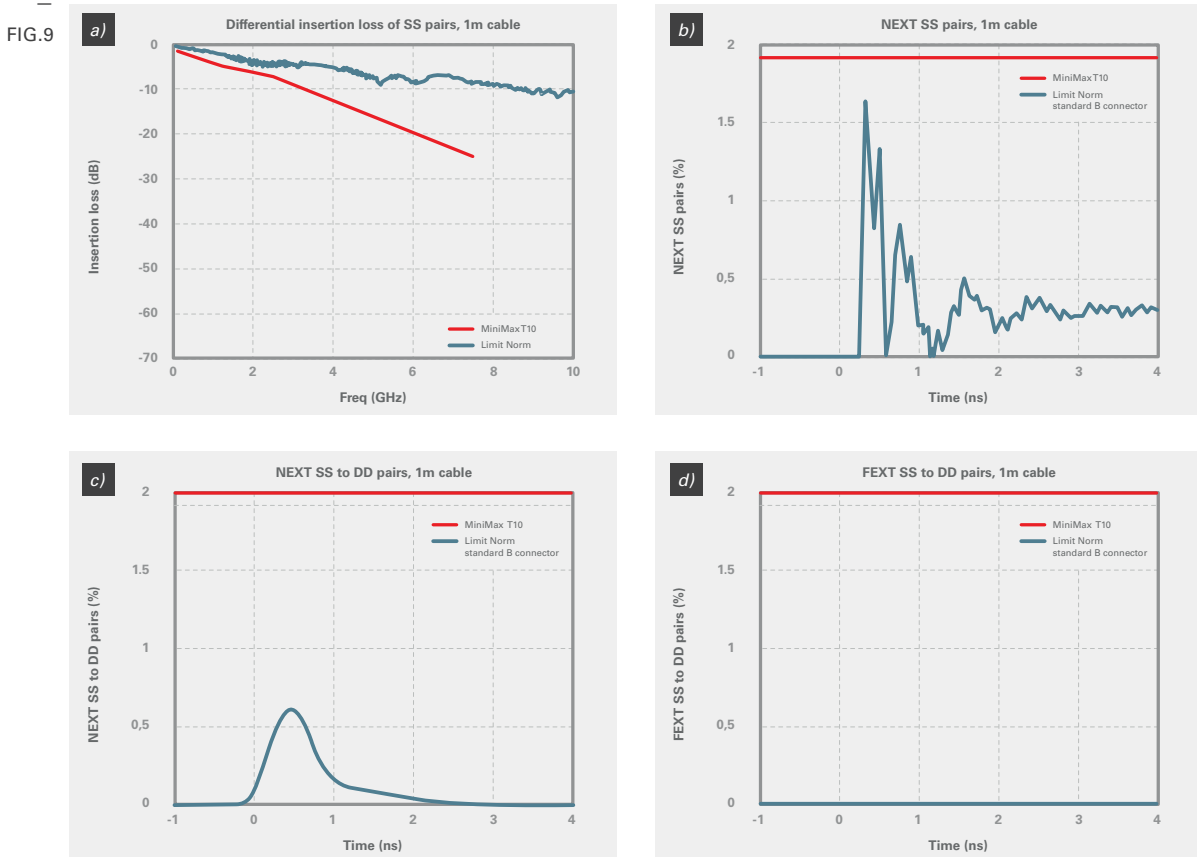 FIG.9
a)
Differential insertion loss of SS pairs, 1m cable
0
-10
-20
-30
-40
-50
-60
-70
Insertion loss (dB)
MiniMaxT10
Limit Norm
0 2 4 6 8 10
Freq (GHz)
b)
NEXT SS pairs, 1m cable
2
1.5
1
0,5
0
NEXT SS pairs (%)
MiniMaxT10
Limit Norm
standard B connector
-1 0 1 2 3 4
Time (ns)
c)
NEXT SS to DD pairs, 1m cable
2
1.5
1
0,5
0
NEXT SS to DD pairs (%)
MiniMax T10
Limit Norm
standard B connector
-1 0 1 2 3 4
Time (ns)
d)
FEXT SS to DD pairs, 1m cable
2
1.5
1
0,5
0
FEXT SS to DD pairs (%)
MiniMax T10
Limit Norm
standard B connector
-1 0 1 2 3 4
Time (ns)